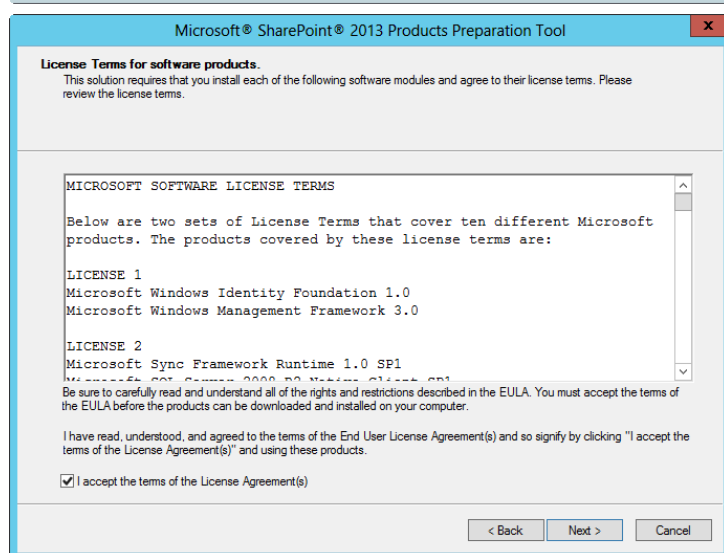 Microsoft® SharePoint® 2013 Products Preparation Tool
x
License Terms for software products.
This solution requires that you install each of the following software modules and agree to their license terms. Please
review the license terms.
MICROSOFT SOFTWARE LICENSE TERMS
Below are two sets of License Terms that cover ten different Microsoft
products. The products covered by these license terms are:
LICENSE 1
Microsoft Windows Identity Foundation 1.0
Microsoft Windows Management Framework 3.0
LICENSE 2
Microsoft Sync Framework Runtime 1.0 SP1
Microsoft SQL Server 2008 R2 Native Client SP1
Be sure to carefully read and understand all of the rights and restrictions described in the EULA. You must accept the terms of
the EULA before the products can be downloaded and installed on your computer.
I have read, understood, and agreed to the terms of the End User License Agreement(s) and so signify by clicking "I accept the
terms of the License Agreement(s)" and using these products.
I accept the terms of the License Agreement(s)
< Back Next > Cancel